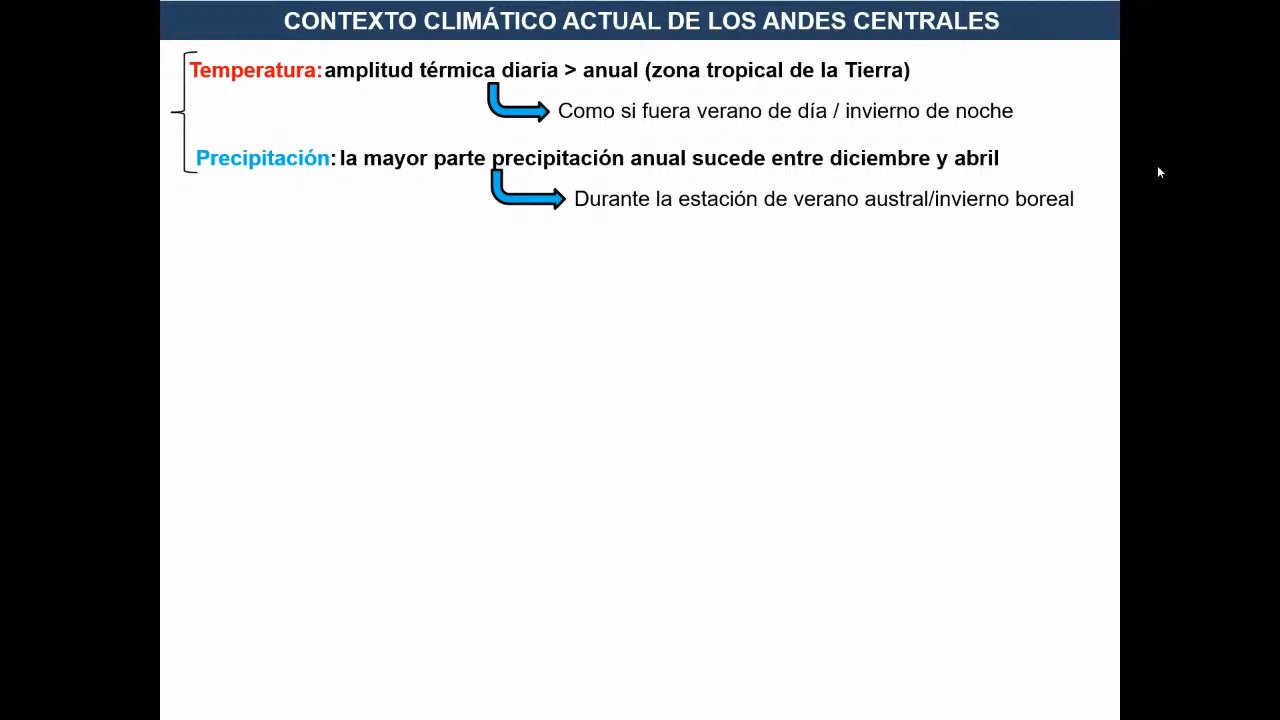 CONTEXTO CLIMÁTICO ACTUAL DE LOS ANDES CENTRALES
Temperatura: amplitud térmica diaria > anual (zona tropical de la Tierra)
Como si fuera verano de día / invierno de noche
Precipitación: la mayor parte precipitación anual sucede entre diciembre y abril
Durante la estación de verano austral/invierno boreal